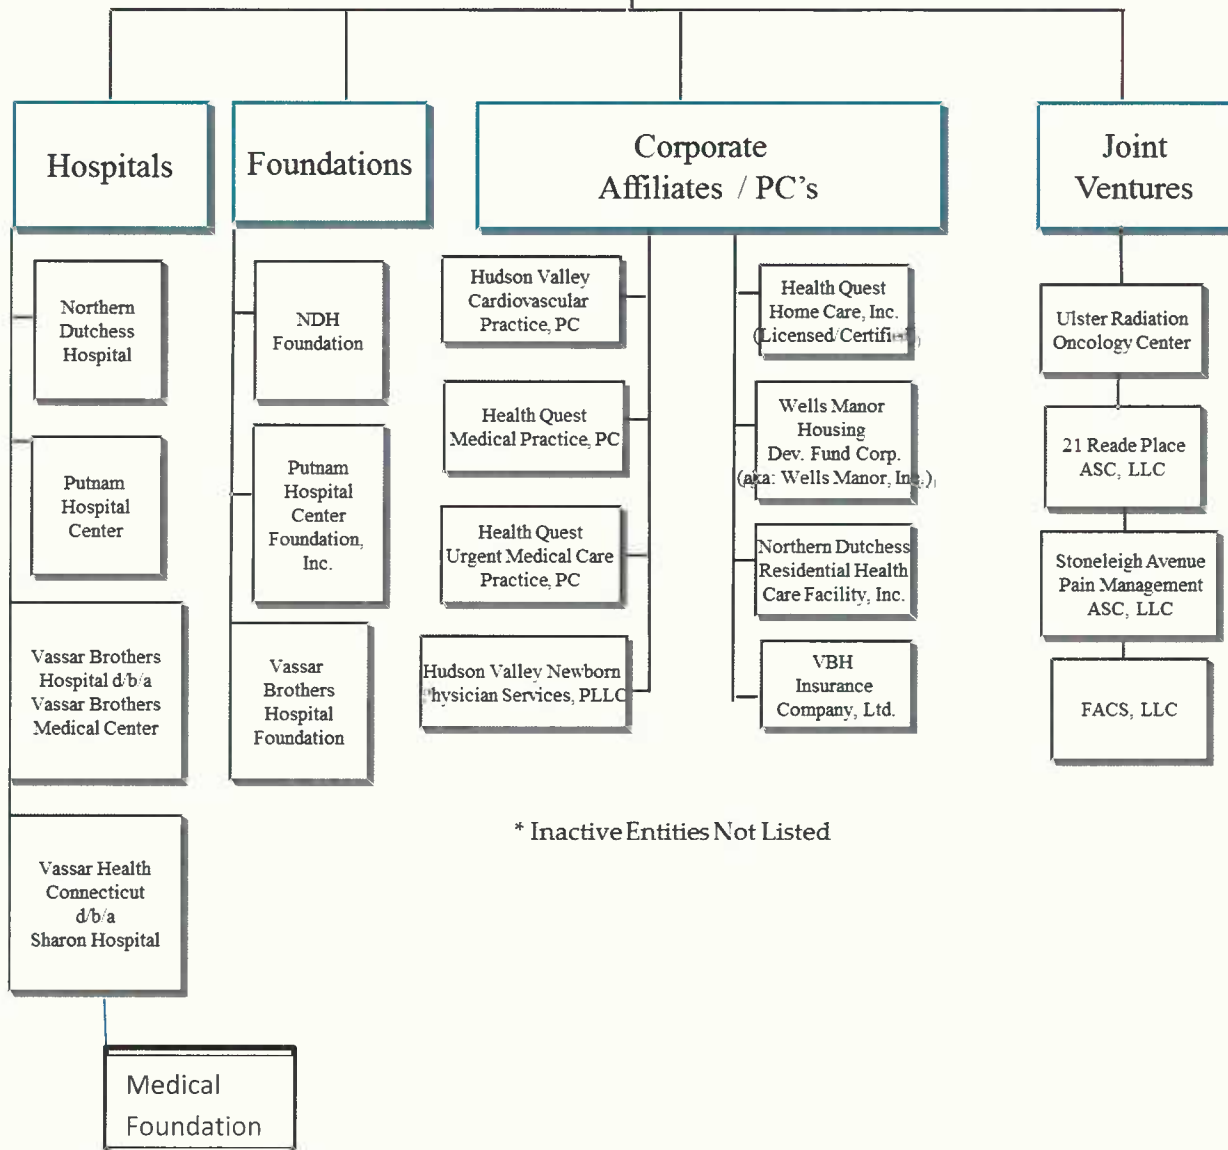 Hospitals
Foundations
Corporate
Affiliates / PC's
Joint
Ventures
Northern
Dutchess
Hospital
Putnam
Hospital
Center
Vassar Brothers
Hospital d/b/a
Vassar Brothers
Medical Center
Vassar Health
Connecticut
d/b/a
Sharon Hospital
Medical
Foundation
NDH
Foundation
Putnam
Hospital
Center
Foundation,
Inc.
Vassar
Brothers
Hospital
Foundation
Hudson Valley
Cardiovascular
Practice, PC
Health Quest
Medical Practice, PC
Health Quest
Urgent Medical Care
Practice, PC
Hudson Valley Newborn
Physician Services, PLLC
Health Quest
Home Care, Inc.
(Licensed/Certified)
Wells Manor
Housing
Dev. Fund Corp.
(aka: Wells Manor, Inc.)
Northern Dutchess
Residential Health
Care Facility, Inc.
VBH
Insurance
Company, Ltd.
Ulster Radiation
Oncology Center
21 Reade Place
ASC, LLC
Stoneleigh Avenue
Pain Management
ASC, LLC
FACS, LLC
* Inactive Entities Not Listed